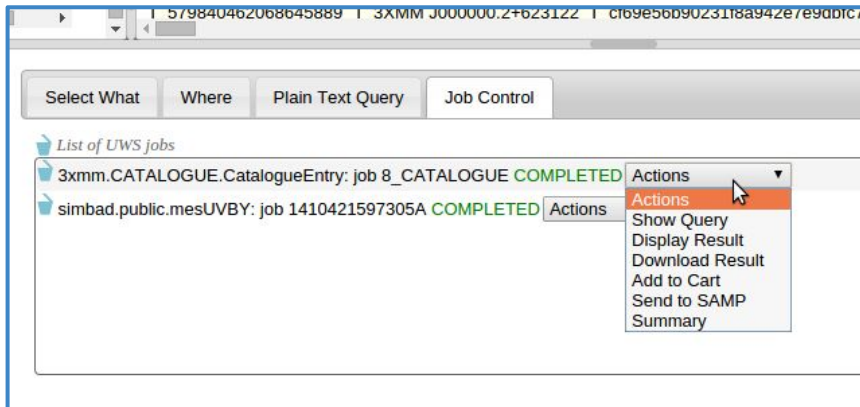 579840462068645889 | 3XMM J000000.2+623122 | cf69e56b90231f8a942e7e9dbfc7
Select What Where Plain Text Query Job Control
List of UWS jobs
3xmm.CATALOGUE.CatalogueEntry: job 8_CATALOGUE COMPLETED Actions
simbad.public.mesUVBY: job 1410421597305A COMPLETED Actions
Actions
Show Query
Display Result
Download Result
Add to Cart
Send to SAMP
Summary